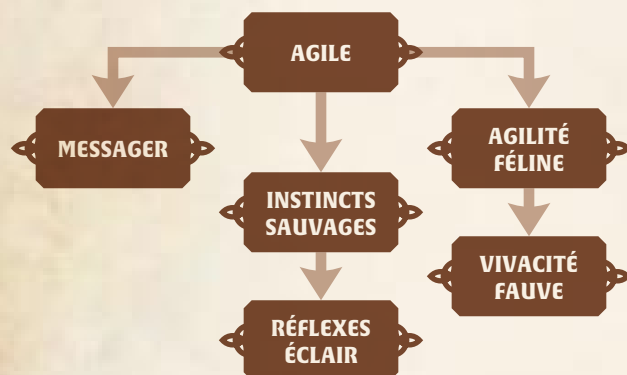 AGILE
MESSAGER
AGILITÉ
FÉLINE
INSTINCTS
SAUVAGES
VIVACITÉ
FAUVE
RÉFLEXES
ÉCLAIR